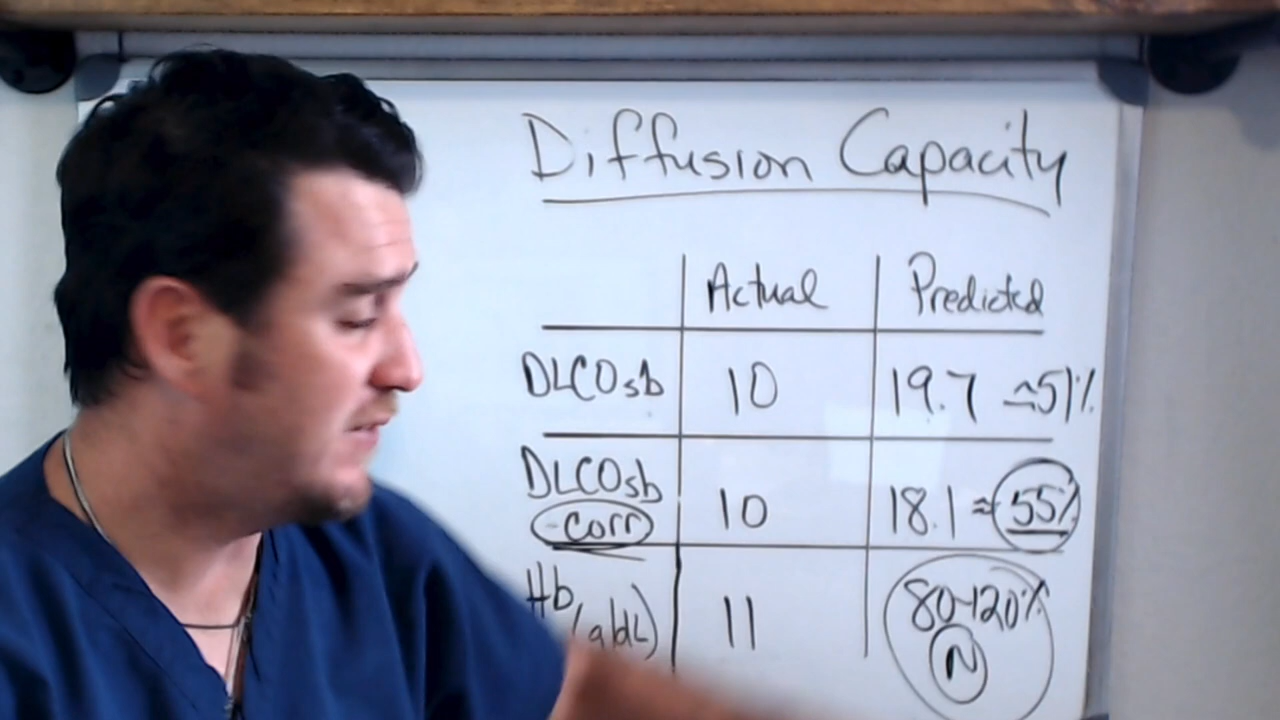 Diffusion Capacity
Actual Predicted
DLCOsb 10 19.7 ≃51%
DLCOsb 10 18.1 ≈ 55%
-corr
Hb 11 80-120%
(g/dL) N